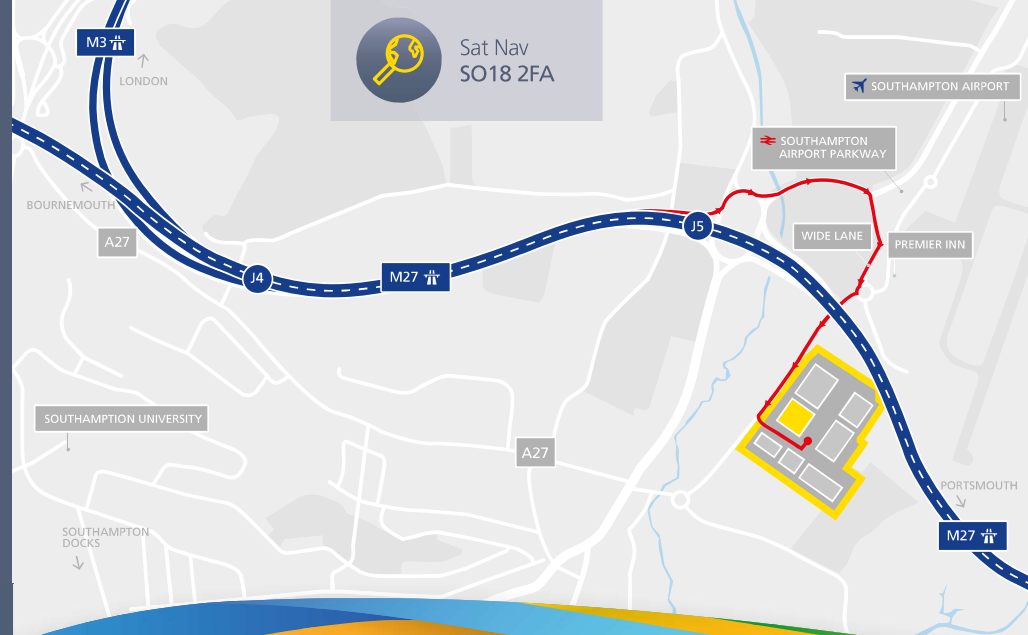 M3
LONDON
Sat Nav
SO18 2FA
SOUTHAMPTON AIRPORT
SOUTHAMPTON
AIRPORT PARKWAY
BOURNEMOUTH
A27
J5
WIDE LANE
PREMIER INN
J4
M27
SOUTHAMPTION UNIVERSITY
A27
PORTSMOUTH
SOUTHAMPTON
DOCKS
M27